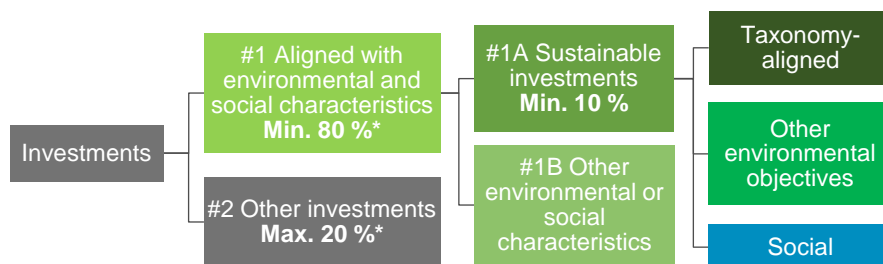 Investments
#1 Aligned with
environmental and
social characteristics
Min. 80 %*
#2 Other investments
Max. 20 %*
#1A Sustainable
investments
Min. 10 %
#1B Other
environmental or
social
characteristics
Taxonomy-
aligned
Other
environmental
objectives
Social